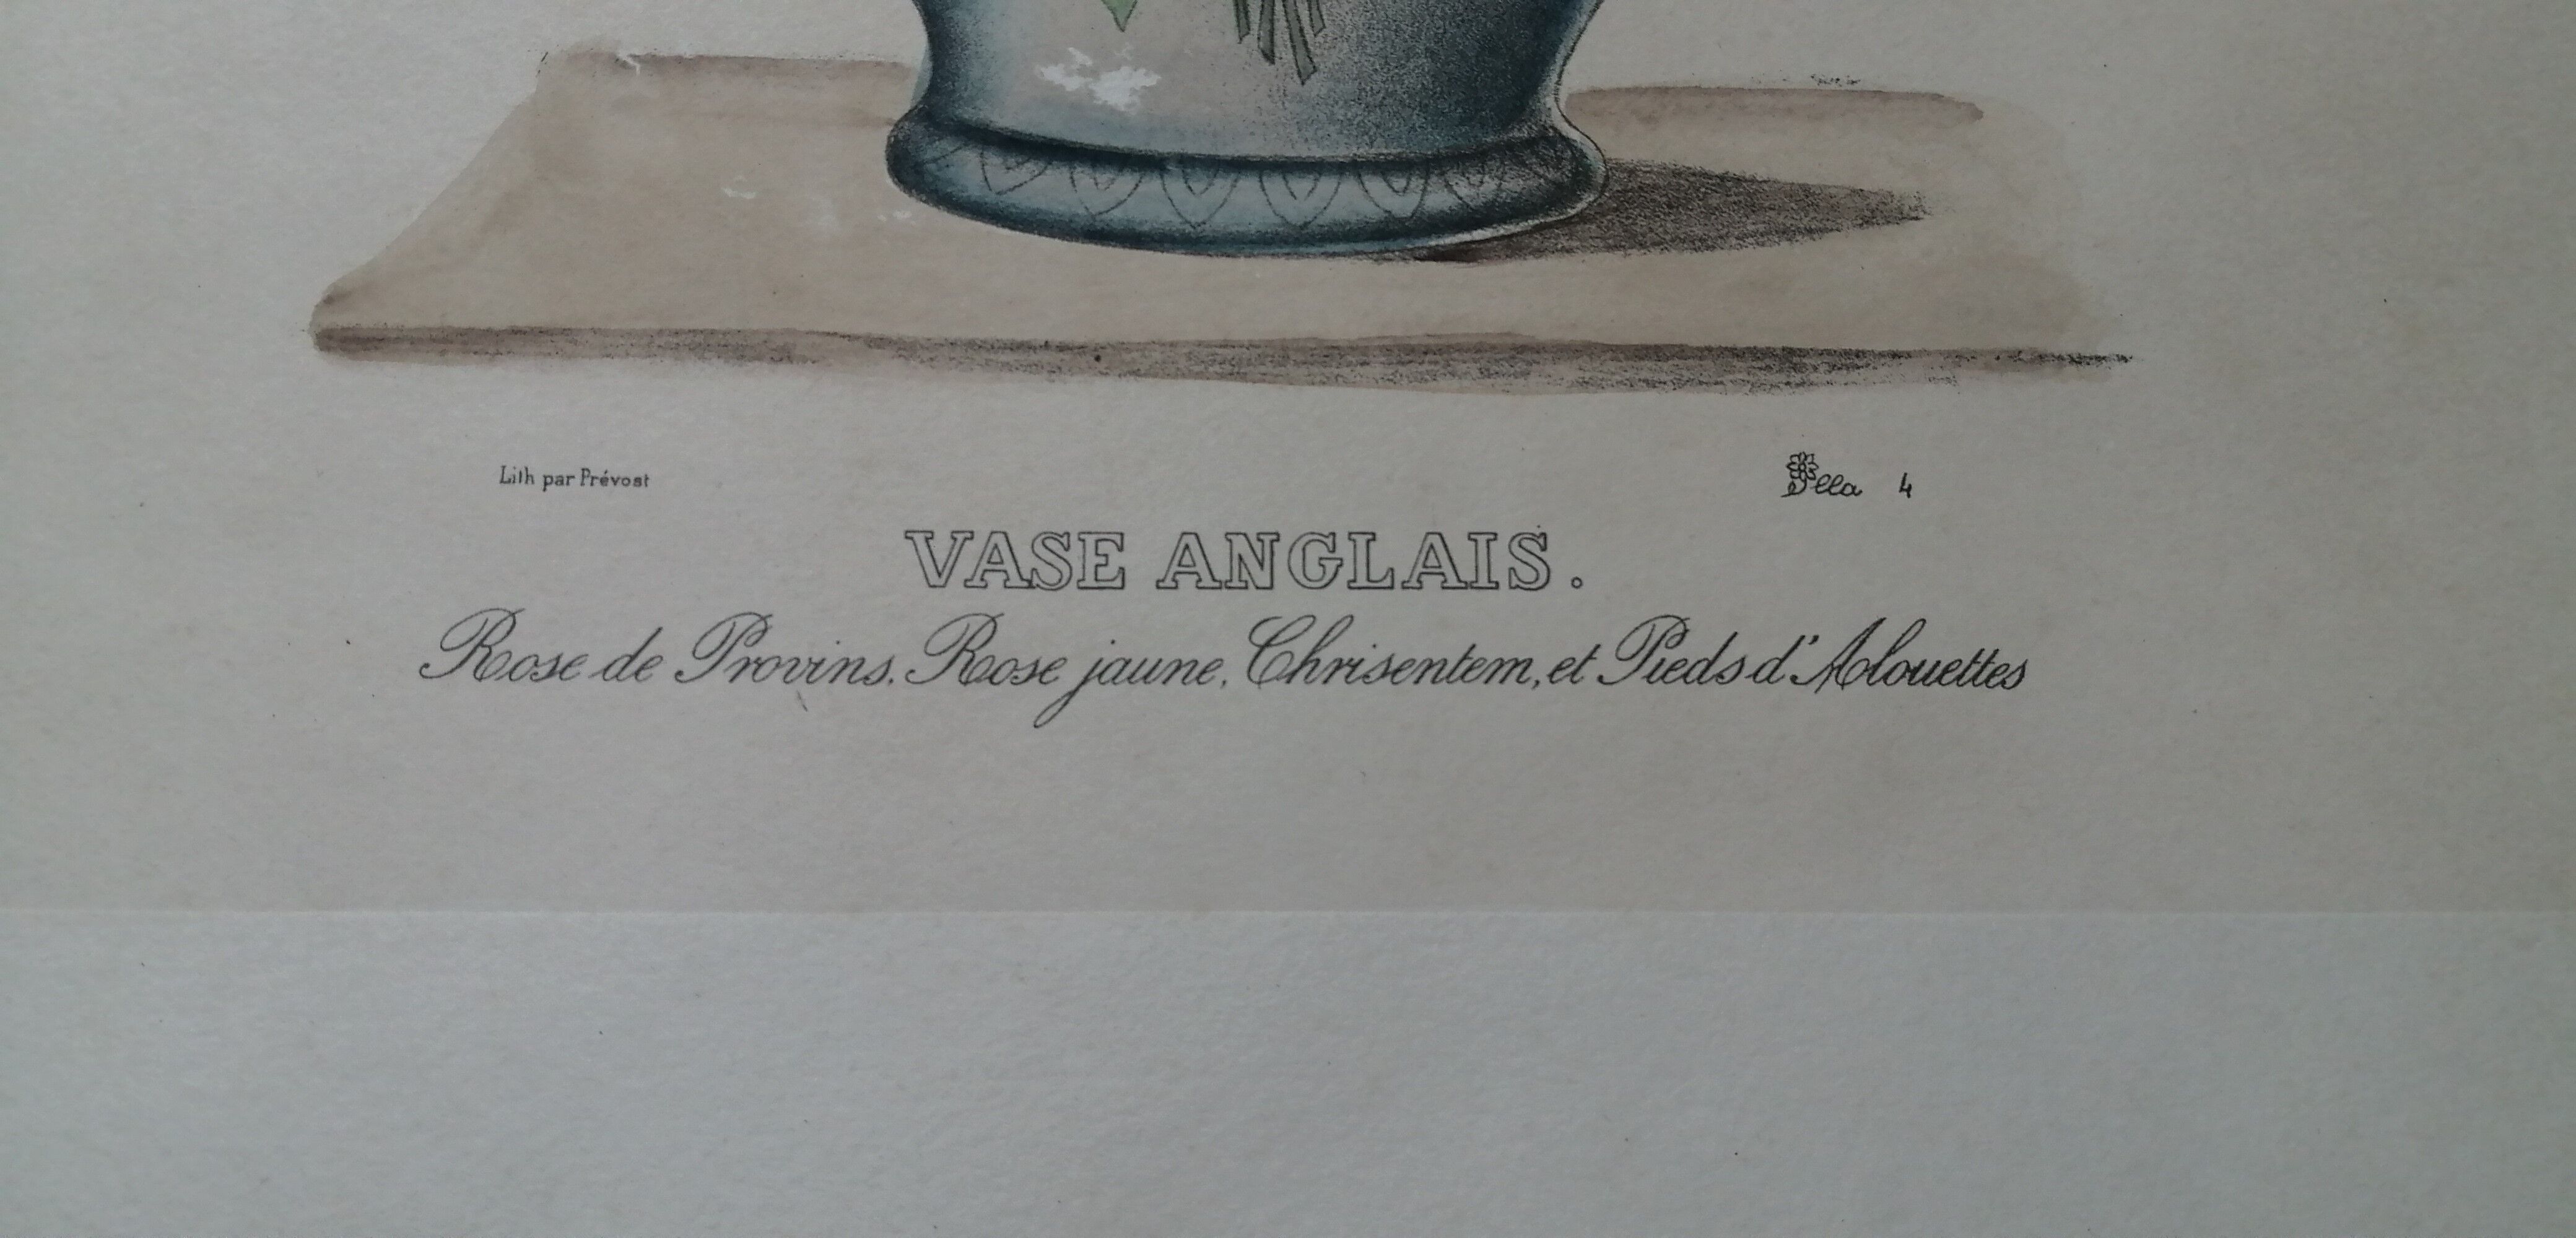 Lith par Prévost
ella 4
VASE ANGLAIS.
Rose de Provins. Rose jaune, Chrisentem, et Pieds d'Alouettes